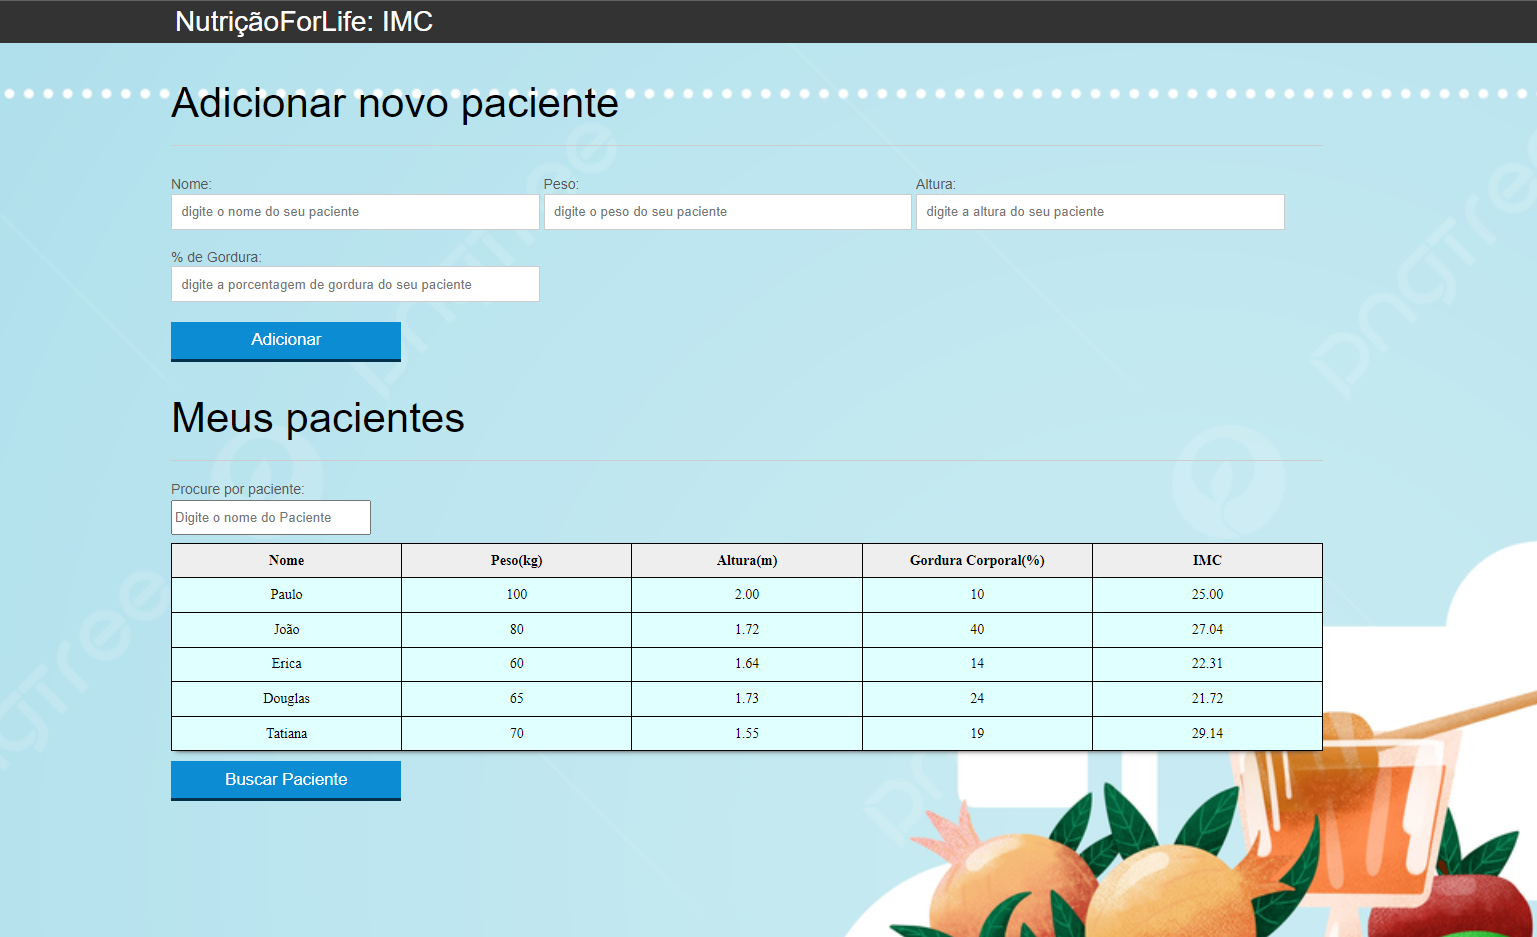 NutriçãoForLife: IMC
Adicionar novo paciente
Nome: Peso: Altura:
digite o nome do seu paciente digite o peso do seu paciente digite a altura do seu paciente
% de Gordura:
digite a porcentagem de gordura do seu paciente
Adicionar
Meus pacientes
Procure por paciente:
Digite o nome do Paciente
Nome Peso(kg) Altura(m) Gordura Corporal(%) IMC
Paulo 100 2.00 10 25.00
João 80 1.72 40 27.04
Erica 60 1.64 14 22.31
Douglas 65 1.73 24 21.72
Tatiana 70 1.55 19 29.14
Buscar Paciente
pngtree
pngtree
pngtree